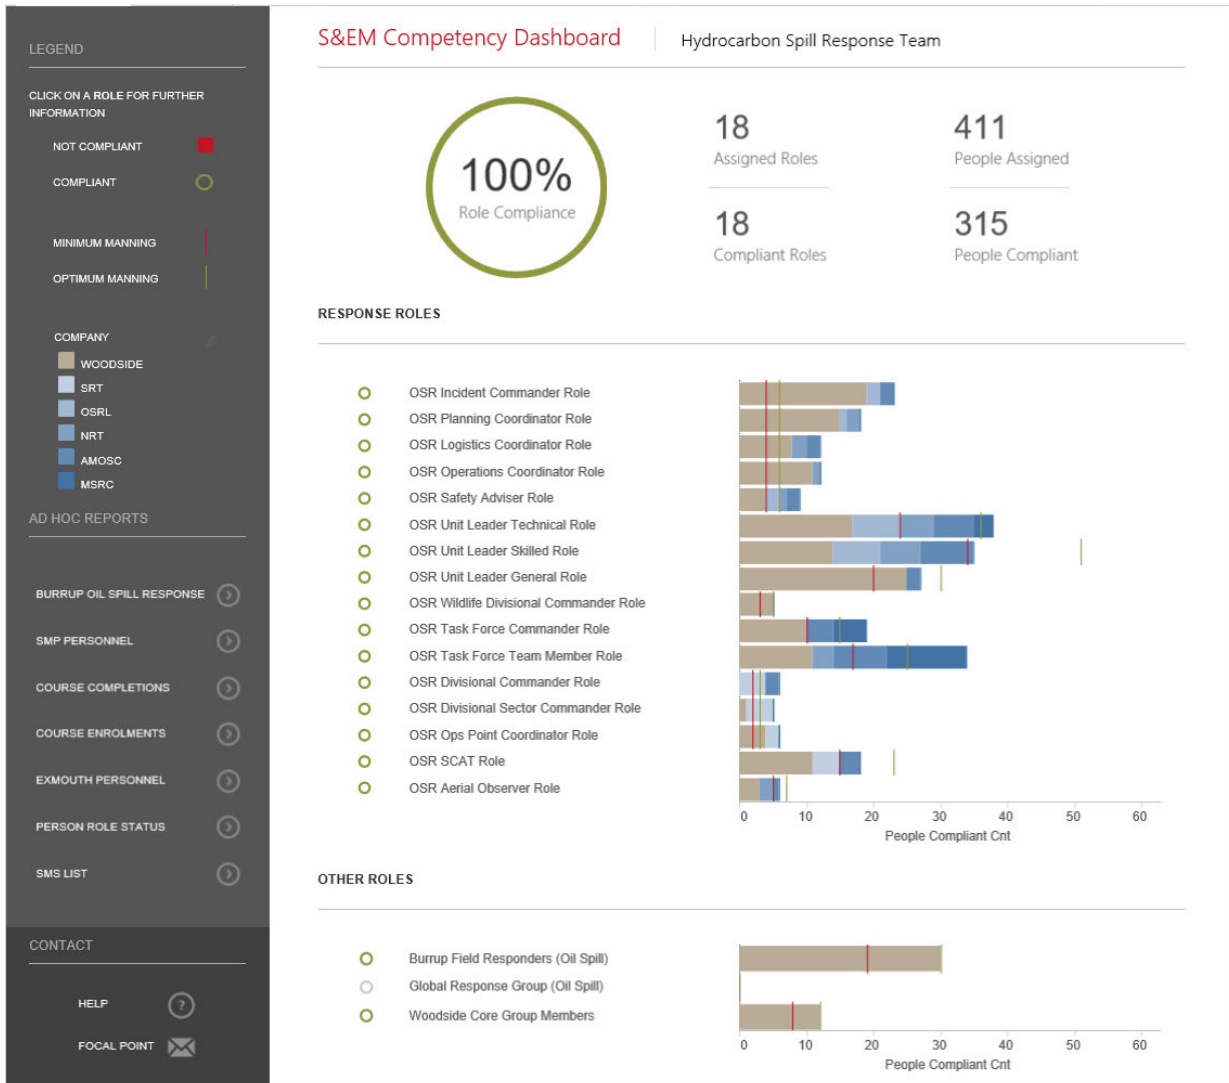 LEGEND
CLICK ON A ROLE FOR FURTHER
INFORMATION
NOT COMPLIANT
COMPLIANT
MINIMUM MANNING
OPTIMUM MANNING
COMPANY
WOODSIDE
SRT
OSRL
NRT
AMOSC
MSRC
AD HOC REPORTS
BURRUP OIL SPILL RESPONSE
SMP PERSONNEL
COURSE COMPLETIONS
COURSE ENROLMENTS
EXMOUTH PERSONNEL
PERSON ROLE STATUS
SMS LIST
CONTACT
HELP ?
FOCAL POINT
S&EM Competency Dashboard Hydrocarbon Spill Response Team
100%
Role Compliance
18
Assigned Roles
411
People Assigned
18
Compliant Roles
315
People Compliant
RESPONSE ROLES
OSR Incident Commander Role
OSR Planning Coordinator Role
OSR Logistics Coordinator Role
OSR Operations Coordinator Role
OSR Safety Adviser Role
OSR Unit Leader Technical Role
OSR Unit Leader Skilled Role
OSR Unit Leader General Role
OSR Wildlife Divisional Commander Role
OSR Task Force Commander Role
OSR Task Force Team Member Role
OSR Divisional Commander Role
OSR Divisional Sector Commander Role
OSR Ops Point Coordinator Role
OSR SCAT Role
OSR Aerial Observer Role
0 10 20 30 40 50 60
People Compliant Cnt
OTHER ROLES
Burrup Field Responders (Oil Spill)
Global Response Group (Oil Spill)
Woodside Core Group Members
0 10 20 30 40 50 60
People Compliant Cnt